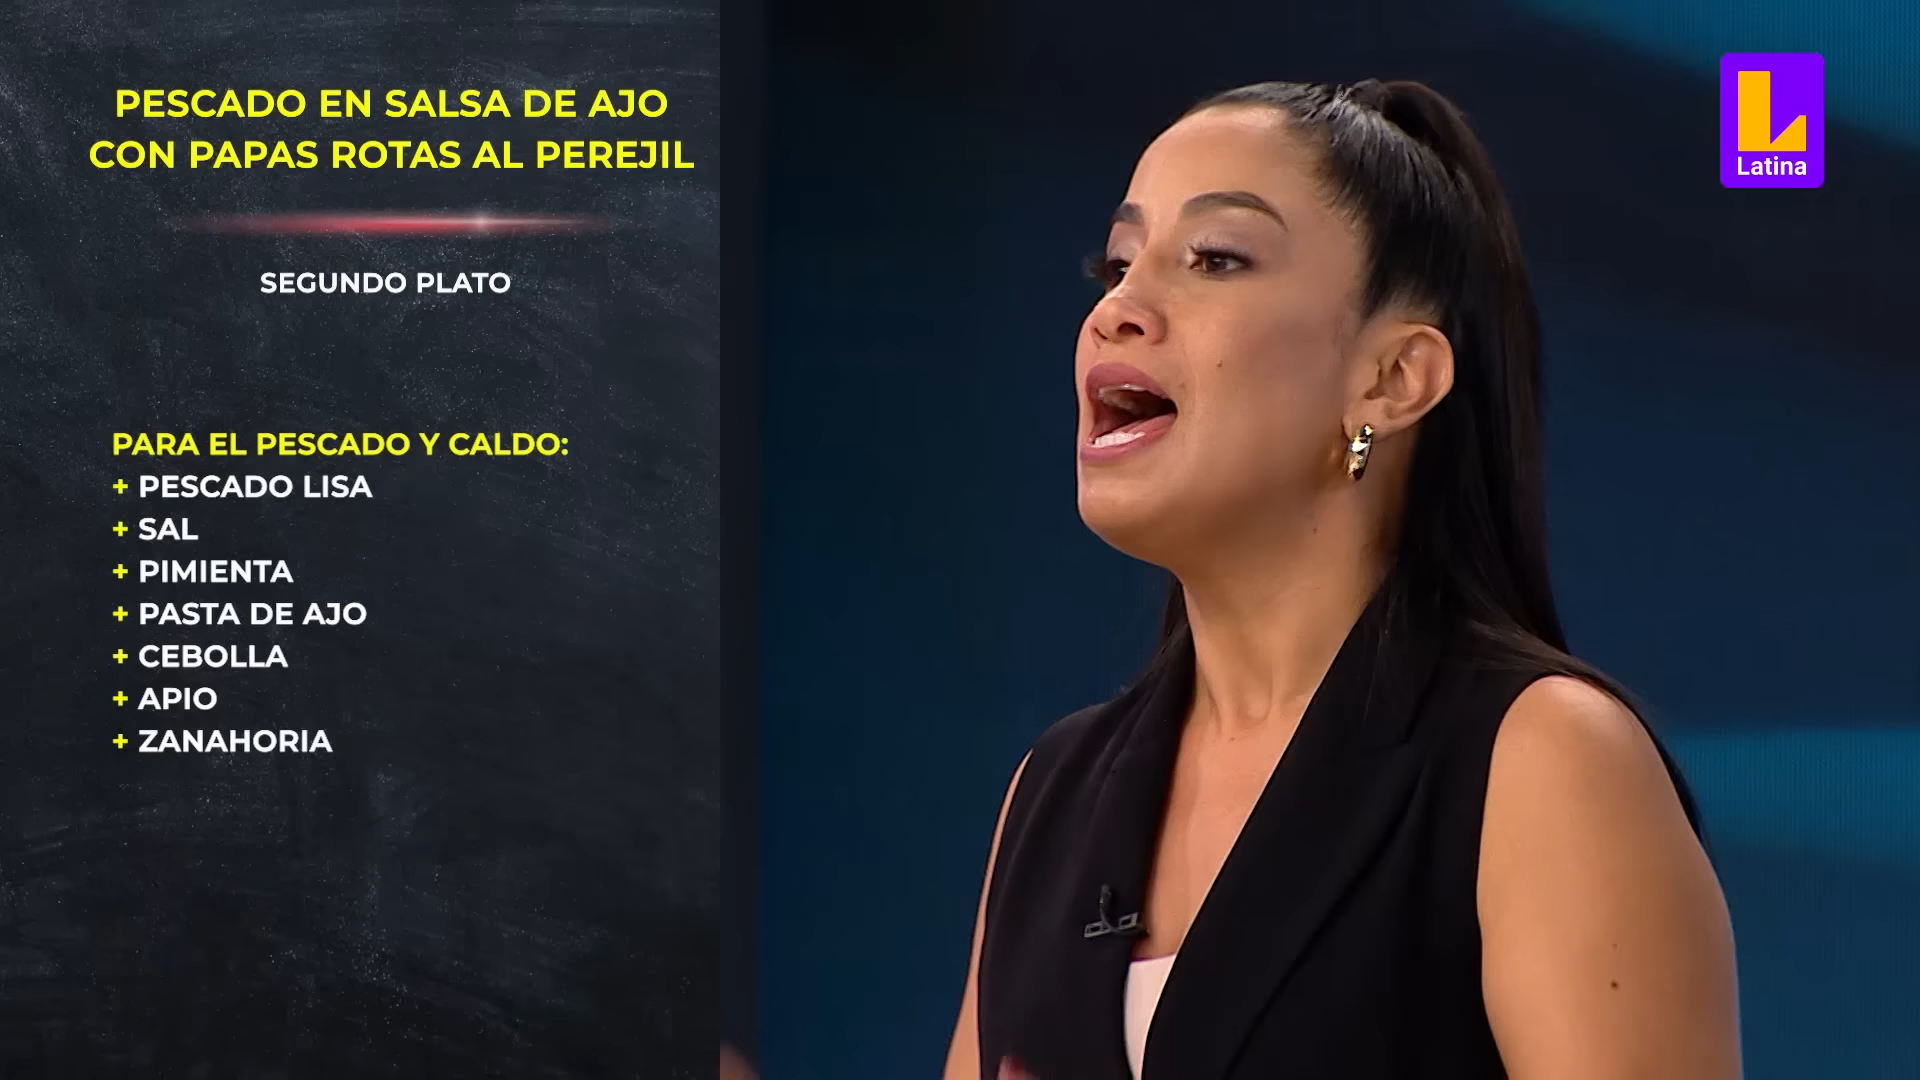 PESCADO EN SALSA DE AJO
CON PAPAS ROTAS AL PEREJIL
SEGUNDO PLATO
PARA EL PESCADO Y CALDO:
+ PESCADO LISA
+ SAL
+ PIMIENTA
+ PASTA DE AJO
+ CEBOLLA
+ APIO
+ ZANAHORIA
Latina